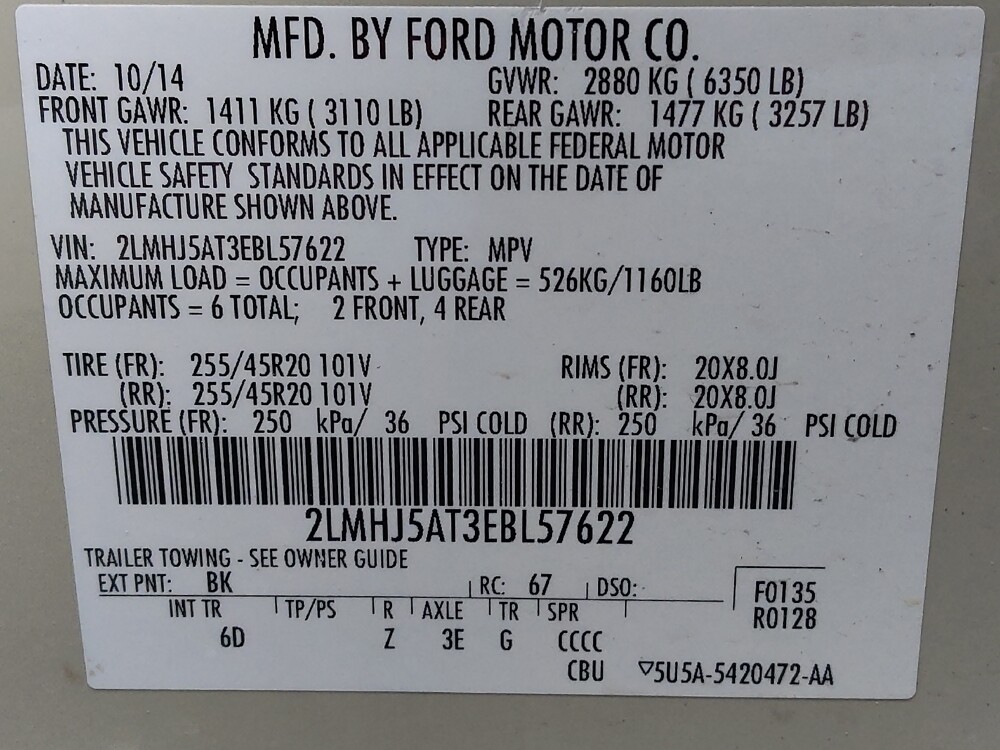 MFD. BY FORD MOTOR CO.
DATE: 10/14 GVWR: 2880 KG ( 6350 LB)
FRONT GAWR: 1411 KG ( 3110 LB) REAR GAWR: 1477 KG ( 3257 LB)
THIS VEHICLE CONFORMS TO ALL APPLICABLE FEDERAL MOTOR
VEHICLE SAFETY STANDARDS IN EFFECT ON THE DATE OF
MANUFACTURE SHOWN ABOVE.
VIN: 2LMHJ5AT3EBL57622 TYPE: MPV
MAXIMUM LOAD = OCCUPANTS + LUGGAGE = 526KG/1160LB
OCCUPANTS = 6 TOTAL; 2 FRONT, 4 REAR
TIRE (FR): 255/45R20 101V RIMS (FR): 20X8.0J
(RR): 255/45R20 101V (RR): 20X8.0J
PRESSURE (FR): 250 kPa/ 36 PSI COLD (RR): 250 kPa/ 36 PSI COLD
2LMHJ5AT3EBL57622
TRAILER TOWING - SEE OWNER GUIDE
EXT PNT: BK RC: 67 DSO: F0135
INT TR TP/PS R AXLE TR SPR R0128
6D Z 3E G CCCC
CBU ▽5U5A-5420472-AA